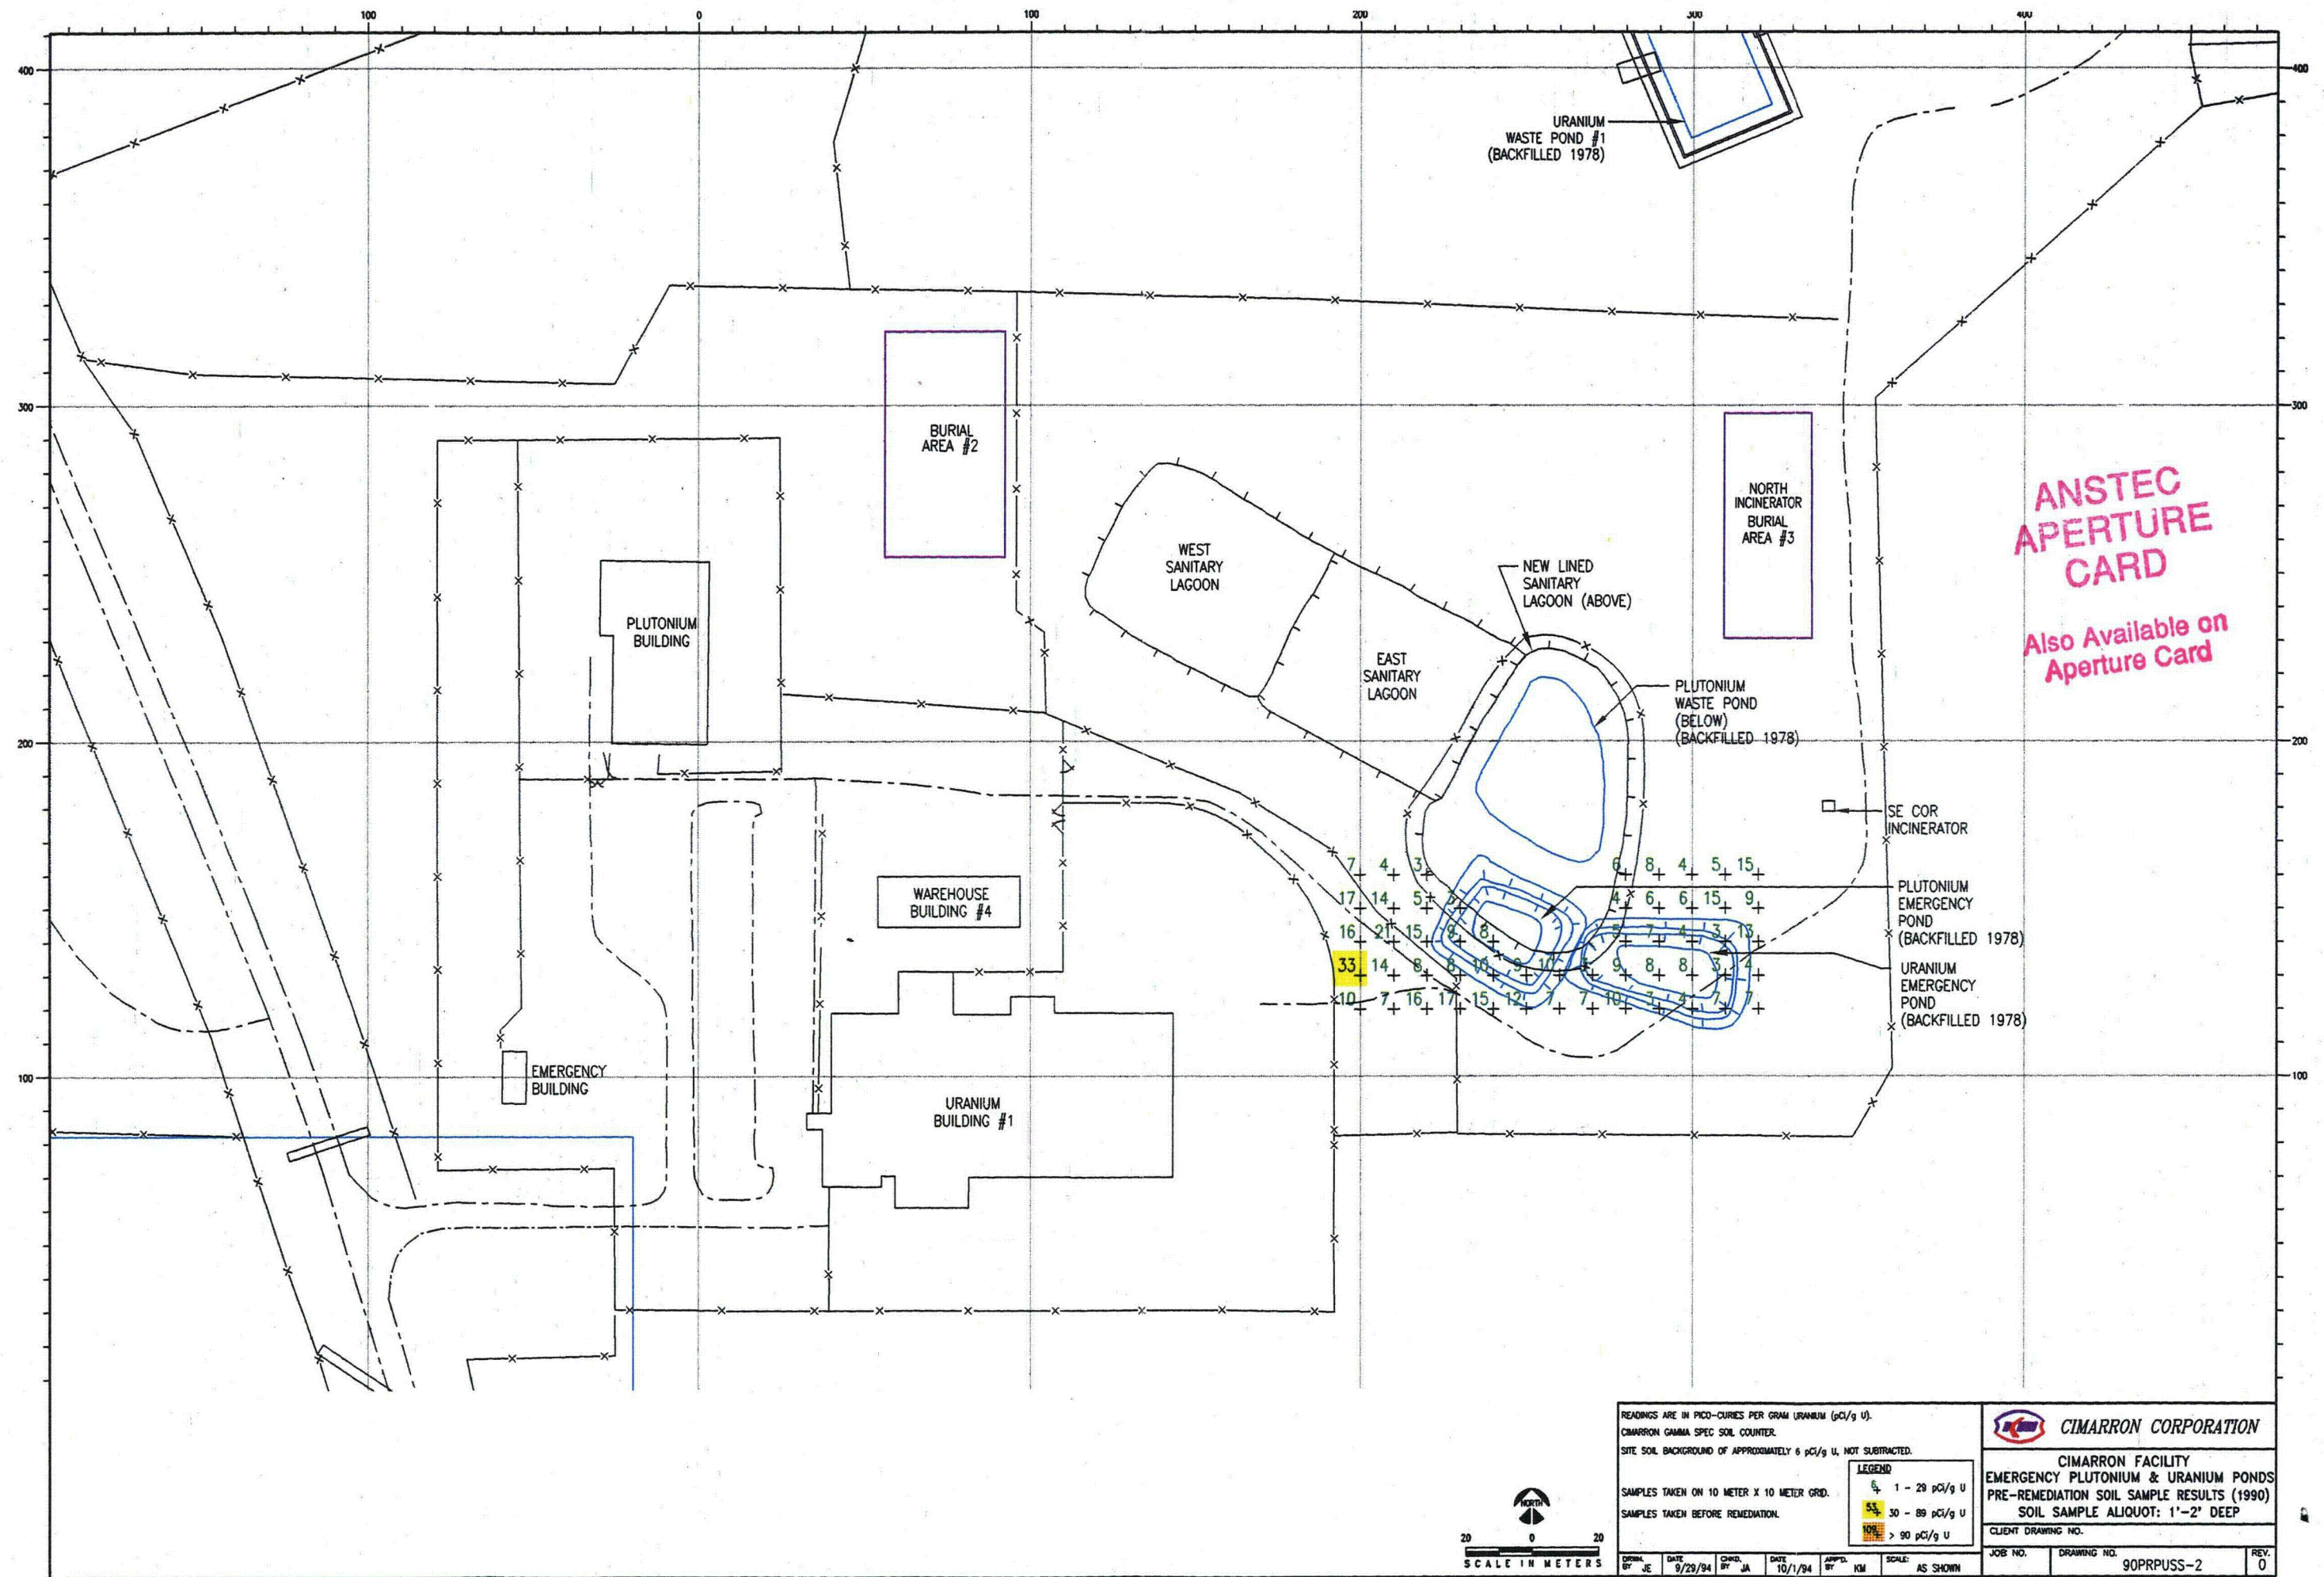 100 0 100 200 300 400
400 400
URANIUM
WASTE POND #1
(BACKFILLED 1978)
300 300
BURIAL
AREA #2
NORTH
INCINERATOR
BURIAL
AREA #3
ANSTEC
APERTURE
CARD
Also Available on
Aperture Card
WEST
SANITARY
LAGOON
NEW LINED
SANITARY
LAGOON (ABOVE)
PLUTONIUM
BUILDING
EAST
SANITARY
LAGOON
PLUTONIUM
WASTE POND
(BELOW)
(BACKFILLED 1978)
200 200
SE COR
INCINERATOR
WAREHOUSE
BUILDING #4
7 4 3 6 8 4 5 15
17 14 5 3 4 6 6 15 9
16 21 15 9 8 5 7 4 3 13
33 14 8 8 10 9 10 9 8 8 3 4
10 7 16 17 15 12 7 7 10 3 4 7 7
PLUTONIUM
EMERGENCY
POND
(BACKFILLED 1978)
URANIUM
EMERGENCY
POND
(BACKFILLED 1978)
EMERGENCY
BUILDING
100 100
URANIUM
BUILDING #1
READINGS ARE IN PICO-CURIES PER GRAM URANIUM (pCi/g U).
CIMARRON GAMMA SPEC SOIL COUNTER.
SITE SOIL BACKGROUND OF APPROXIMATELY 6 pCi/g U, NOT SUBTRACTED.
SAMPLES TAKEN ON 10 METER X 10 METER GRID.
SAMPLES TAKEN BEFORE REMEDIATION.
LEGEND
6 1 - 29 pCi/g U
53 30 - 89 pCi/g U
109 > 90 pCi/g U
NORTH
20 0 20
SCALE IN METERS
DRWN. BY JE DATE 9/29/94 CHKD. BY JA DATE 10/1/94 APP'D. BY KM SCALE: AS SHOWN
CIMARRON CORPORATION
CIMARRON FACILITY
EMERGENCY PLUTONIUM & URANIUM PONDS
PRE-REMEDIATION SOIL SAMPLE RESULTS (1990)
SOIL SAMPLE ALIQUOT: 1'-2' DEEP
CLIENT DRAWING NO.
JOB NO. DRAWING NO. 90PRPUSS-2 REV. 0